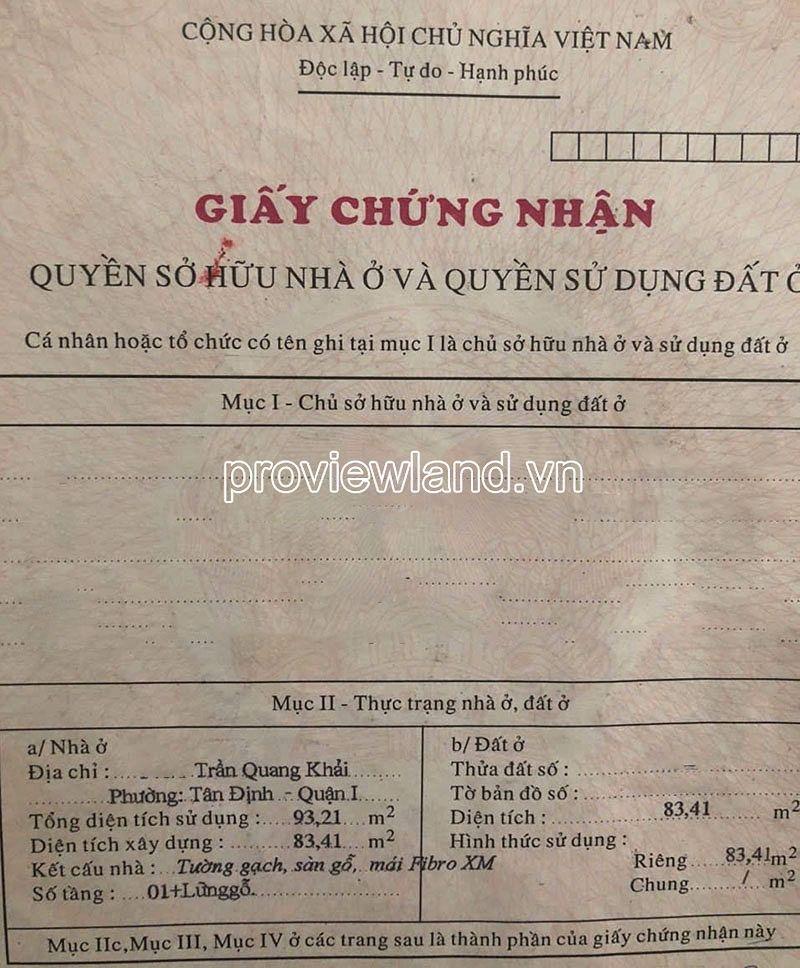 CỘNG HÒA XÃ HỘI CHỦ NGHĨA VIỆT NAM
Độc lập - Tự do - Hạnh phúc
GIẤY CHỨNG NHẬN
QUYỀN SỞ HỮU NHÀ Ở VÀ QUYỀN SỬ DỤNG ĐẤT Ở
Cá nhân hoặc tổ chức có tên ghi tại mục I là chủ sở hữu nhà ở và sử dụng đất ở
Mục I - Chủ sở hữu nhà ở và sử dụng đất ở
proviewland.vn
Mục II - Thực trạng nhà ở, đất ở
a/ Nhà ở
Địa chỉ : Trần Quang Khải
Phường: Tân Định - Quận I
Tổng diện tích sử dụng : 93,21 m2
Diện tích xây dựng : 83,41 m2
Kết cấu nhà : Tường gạch, sàn gỗ, mái Fibro XM
Số tầng : 01+Lửnggỗ.
b/ Đất ở
Thửa đất số : -
Tờ bản đồ số :
Diện tích : 83,41 m2
Hình thức sử dụng :
Riêng 83,41m2
Chung / m2
Mục IIc,Mục III, Mục IV ở các trang sau là thành phần của giấy chứng nhận này